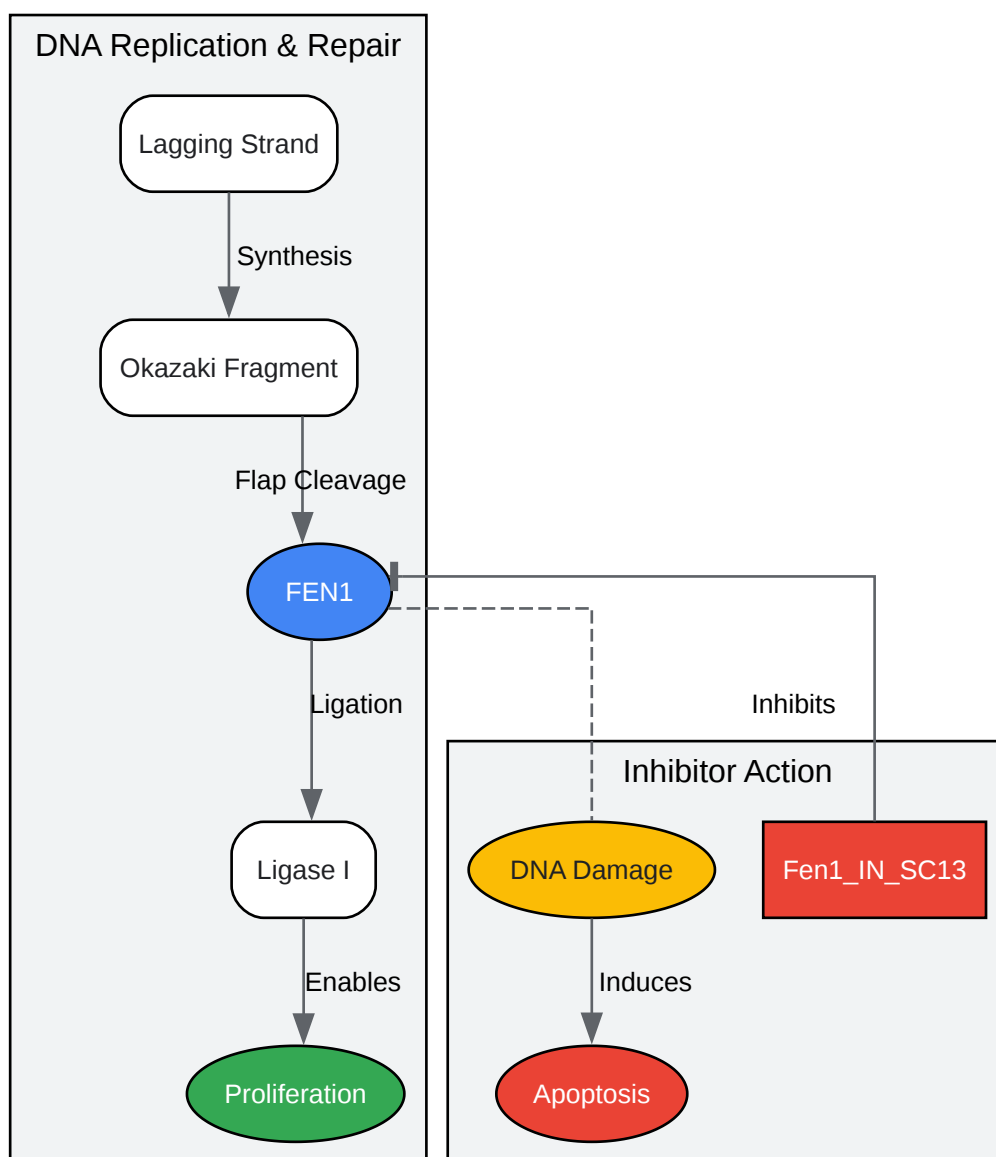 DNA Replication & Repair
Lagging Strand
Synthesis
Okazaki Fragment
Flap Cleavage
FEN1
Ligation
Inhibits
Inhibitor Action
Ligase I
DNA Damage
Fen1_IN_SC13
Enables
Induces
Proliferation
Apoptosis